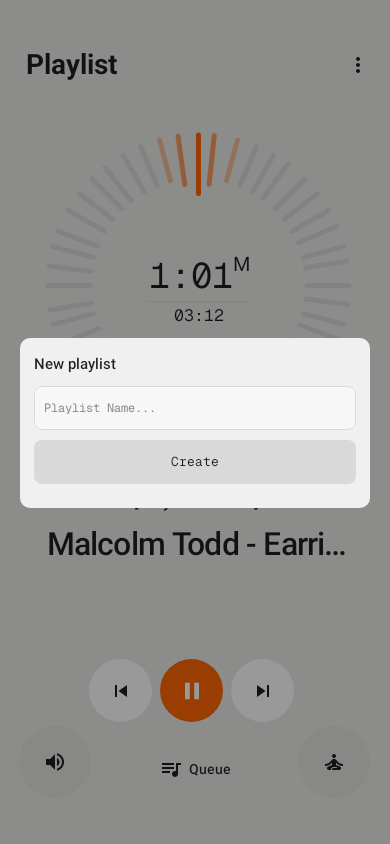 Playlist
1:01M
03:12
New playlist
Playlist Name...
Create
Malcolm Todd - Earri...
Queue